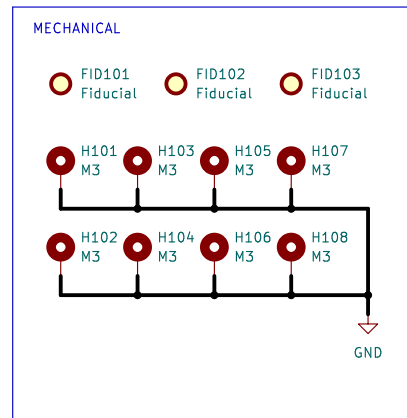 MECHANICAL
FID101
Fiducial
FID102
Fiducial
FID103
Fiducial
H101
M3
H103
M3
H105
M3
H107
M3
H102
M3
H104
M3
H106
M3
H108
M3
GND